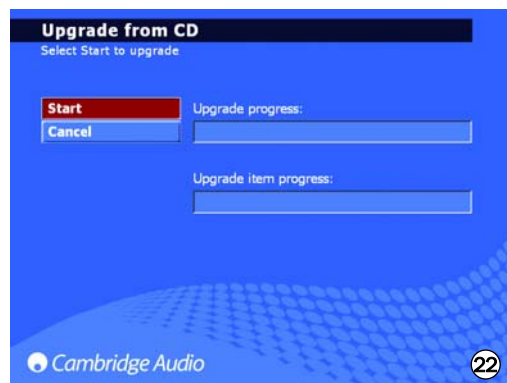 Upgrade from CD
Select Start to upgrade
Start
Cancel
Upgrade progress:
Upgrade item progress:
Cambridge Audio
22